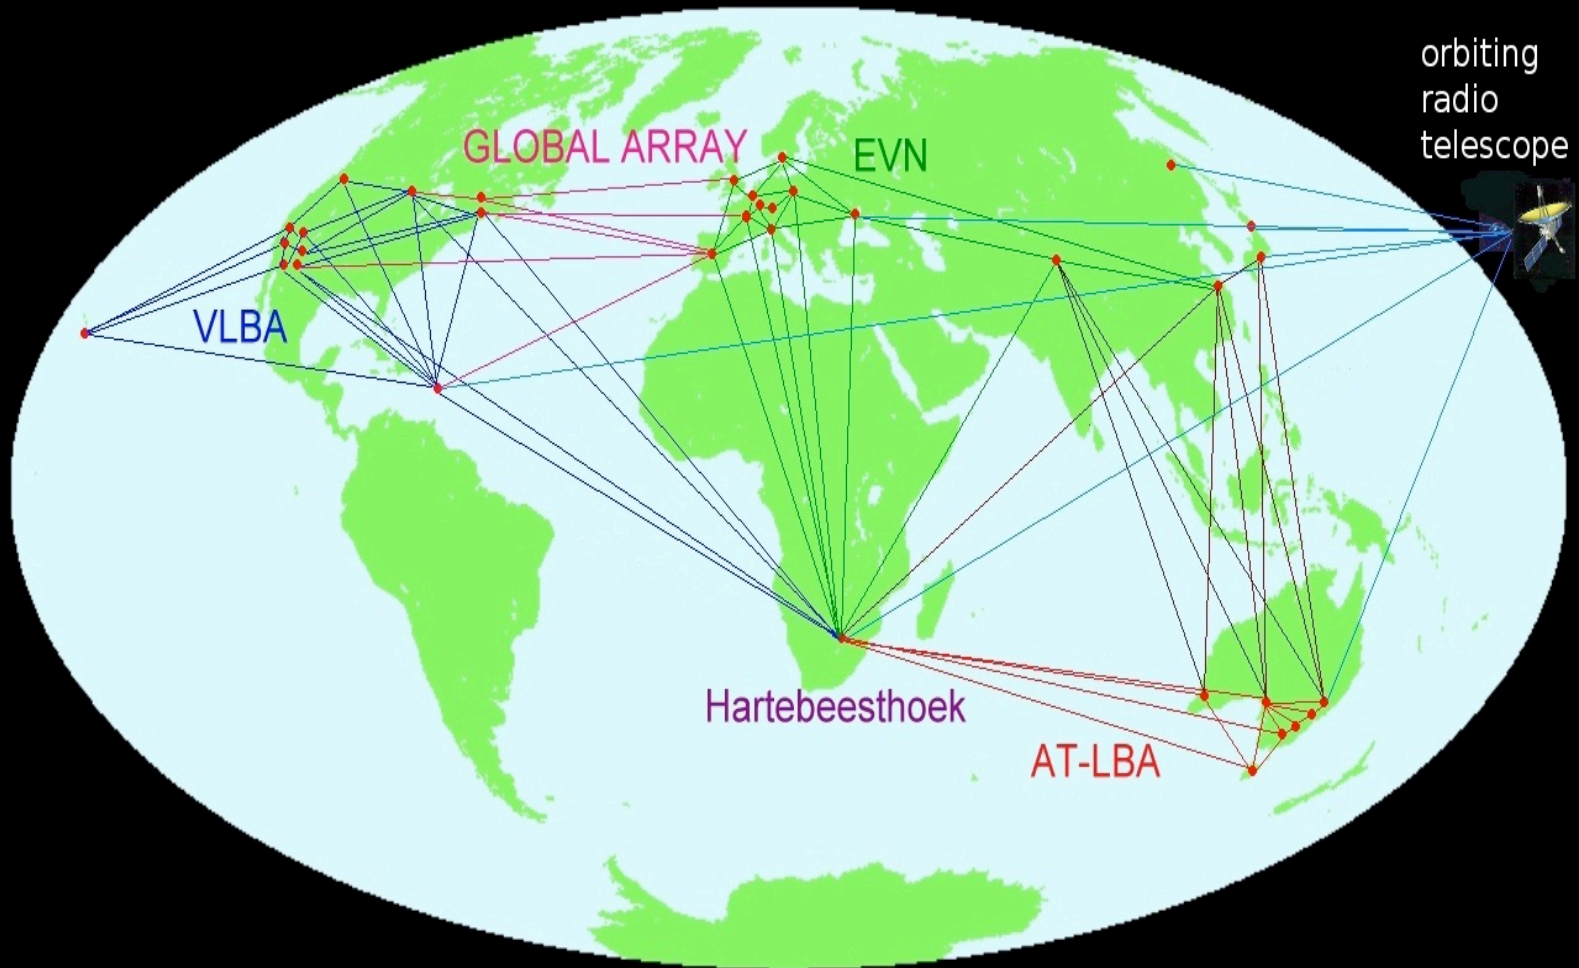 orbiting
radio
telescope
GLOBAL ARRAY
EVN
VLBA
Hartebeesthoek
AT-LBA